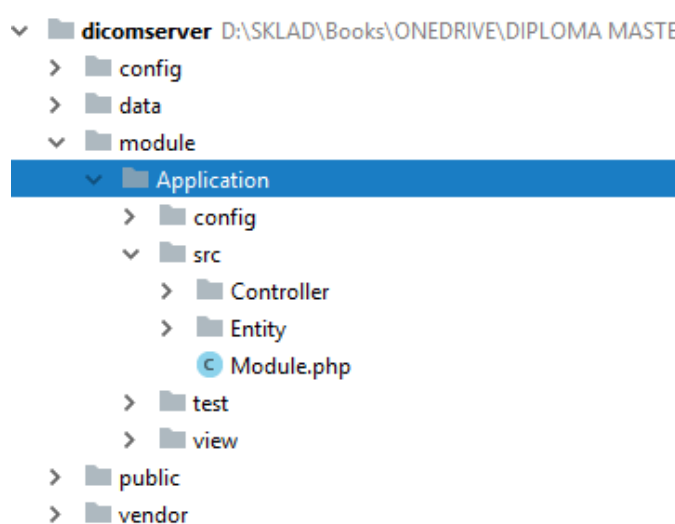 dicomserver D:\SKLAD\Books\ONEDRIVE\DIPLOMA MASTE
config
data
module
Application
config
src
Controller
Entity
C Module.php
test
view
public
vendor